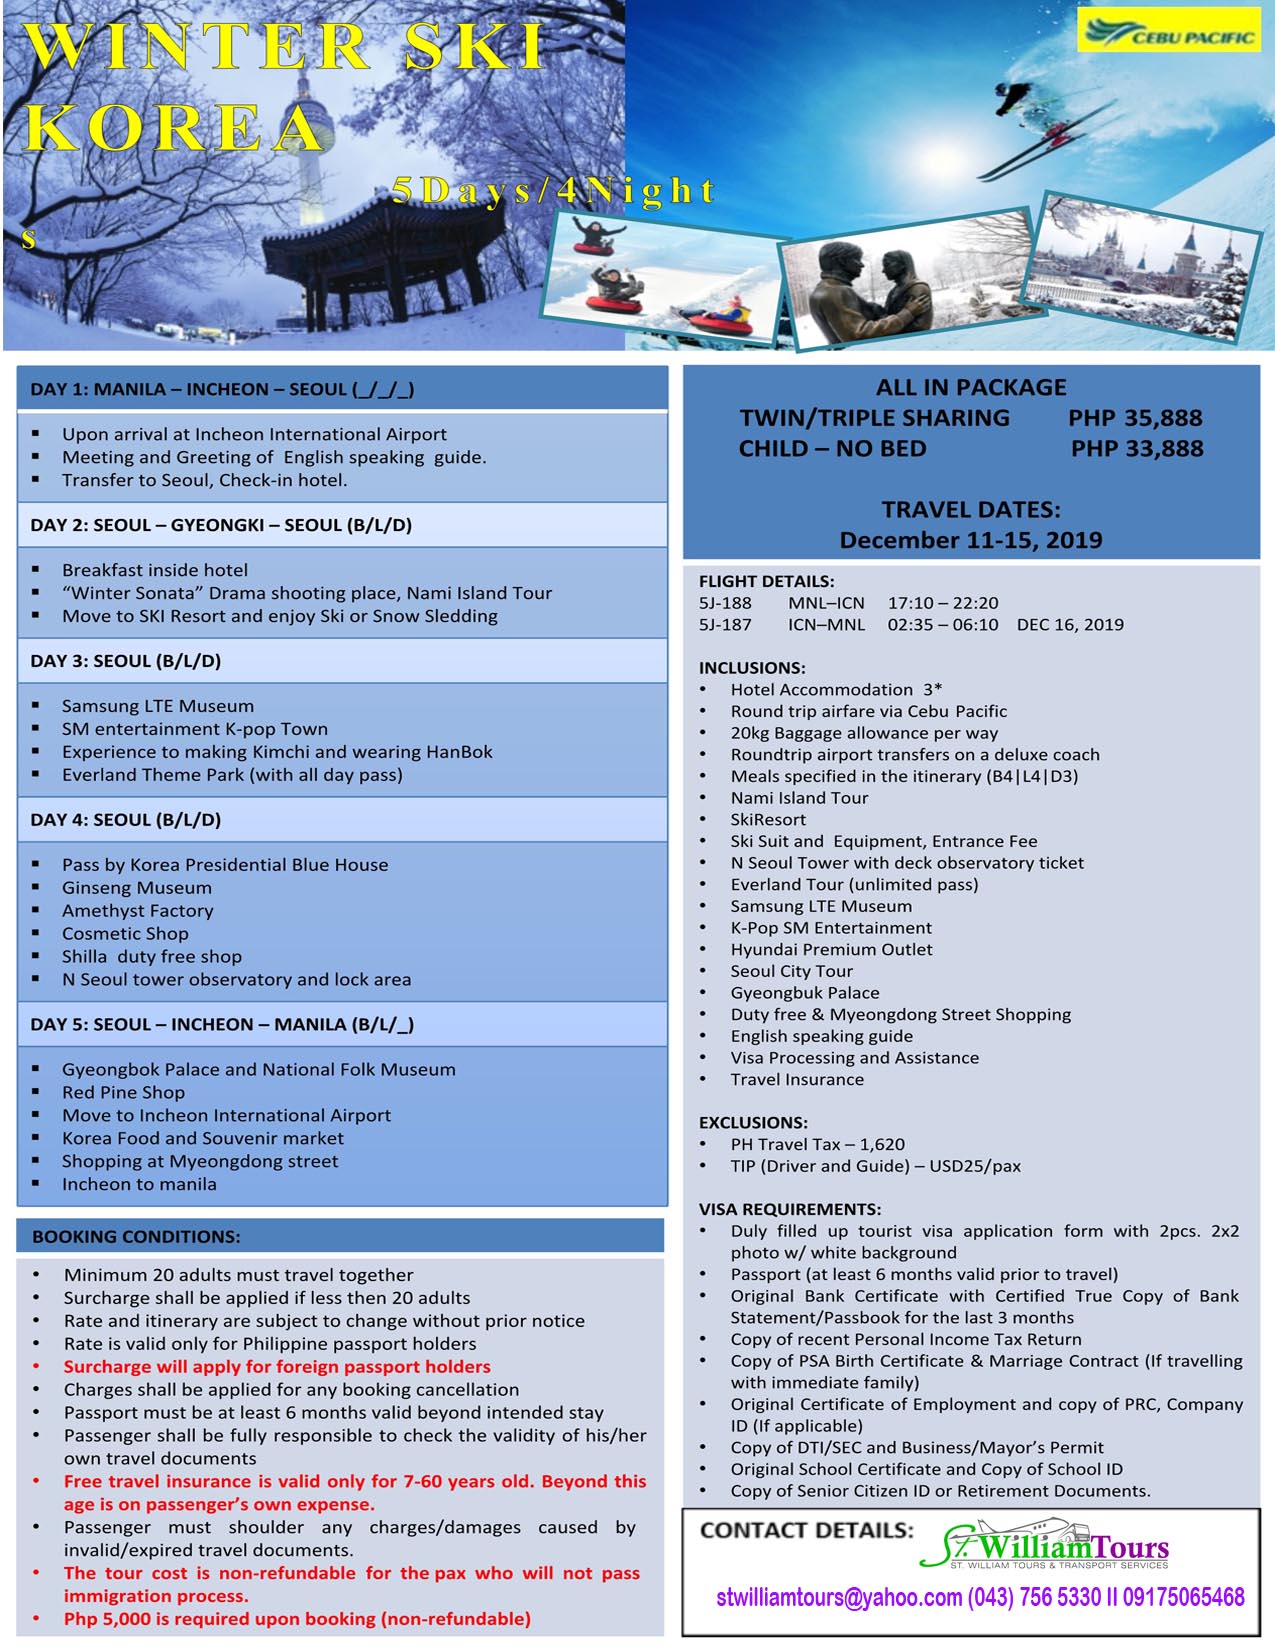 WINTER SKI
KOREA
5Days/4Night
s
CEBU PACIFIC
DAY 1: MANILA – INCHEON – SEOUL (_/_/_)
▪ Upon arrival at Incheon International Airport
▪ Meeting and Greeting of English speaking guide.
▪ Transfer to Seoul, Check-in hotel.
DAY 2: SEOUL – GYEONGKI – SEOUL (B/L/D)
▪ Breakfast inside hotel
▪ “Winter Sonata” Drama shooting place, Nami Island Tour
▪ Move to SKI Resort and enjoy Ski or Snow Sledding
DAY 3: SEOUL (B/L/D)
▪ Samsung LTE Museum
▪ SM entertainment K-pop Town
▪ Experience to making Kimchi and wearing HanBok
▪ Everland Theme Park (with all day pass)
DAY 4: SEOUL (B/L/D)
▪ Pass by Korea Presidential Blue House
▪ Ginseng Museum
▪ Amethyst Factory
▪ Cosmetic Shop
▪ Shilla duty free shop
▪ N Seoul tower observatory and lock area
DAY 5: SEOUL – INCHEON – MANILA (B/L/_)
▪ Gyeongbok Palace and National Folk Museum
▪ Red Pine Shop
▪ Move to Incheon International Airport
▪ Korea Food and Souvenir market
▪ Shopping at Myeongdong street
▪ Incheon to manila
BOOKING CONDITIONS:
• Minimum 20 adults must travel together
• Surcharge shall be applied if less then 20 adults
• Rate and itinerary are subject to change without prior notice
• Rate is valid only for Philippine passport holders
• Surcharge will apply for foreign passport holders
• Charges shall be applied for any booking cancellation
• Passport must be at least 6 months valid beyond intended stay
• Passenger shall be fully responsible to check the validity of his/her
own travel documents
• Free travel insurance is valid only for 7-60 years old. Beyond this
age is on passenger’s own expense.
• Passenger must shoulder any charges/damages caused by
invalid/expired travel documents.
• The tour cost is non-refundable for the pax who will not pass
immigration process.
• Php 5,000 is required upon booking (non-refundable)
ALL IN PACKAGE
TWIN/TRIPLE SHARING PHP 35,888
CHILD – NO BED PHP 33,888
TRAVEL DATES:
December 11-15, 2019
FLIGHT DETAILS:
5J-188 MNL–ICN 17:10 – 22:20
5J-187 ICN–MNL 02:35 – 06:10 DEC 16, 2019
INCLUSIONS:
• Hotel Accommodation 3*
• Round trip airfare via Cebu Pacific
• 20kg Baggage allowance per way
• Roundtrip airport transfers on a deluxe coach
• Meals specified in the itinerary (B4|L4|D3)
• Nami Island Tour
• SkiResort
• Ski Suit and Equipment, Entrance Fee
• N Seoul Tower with deck observatory ticket
• Everland Tour (unlimited pass)
• Samsung LTE Museum
• K-Pop SM Entertainment
• Hyundai Premium Outlet
• Seoul City Tour
• Gyeongbuk Palace
• Duty free & Myeongdong Street Shopping
• English speaking guide
• Visa Processing and Assistance
• Travel Insurance
EXCLUSIONS:
• PH Travel Tax – 1,620
• TIP (Driver and Guide) – USD25/pax
VISA REQUIREMENTS:
• Duly filled up tourist visa application form with 2pcs. 2x2
photo w/ white background
• Passport (at least 6 months valid prior to travel)
• Original Bank Certificate with Certified True Copy of Bank
Statement/Passbook for the last 3 months
• Copy of recent Personal Income Tax Return
• Copy of PSA Birth Certificate & Marriage Contract (If travelling
with immediate family)
• Original Certificate of Employment and copy of PRC, Company
ID (If applicable)
• Copy of DTI/SEC and Business/Mayor’s Permit
• Original School Certificate and Copy of School ID
• Copy of Senior Citizen ID or Retirement Documents.
CONTACT DETAILS:
ST. William Tours
ST. WILLIAM TOURS & TRANSPORT SERVICES
stwilliamtours@yahoo.com (043) 756 5330 II 09175065468